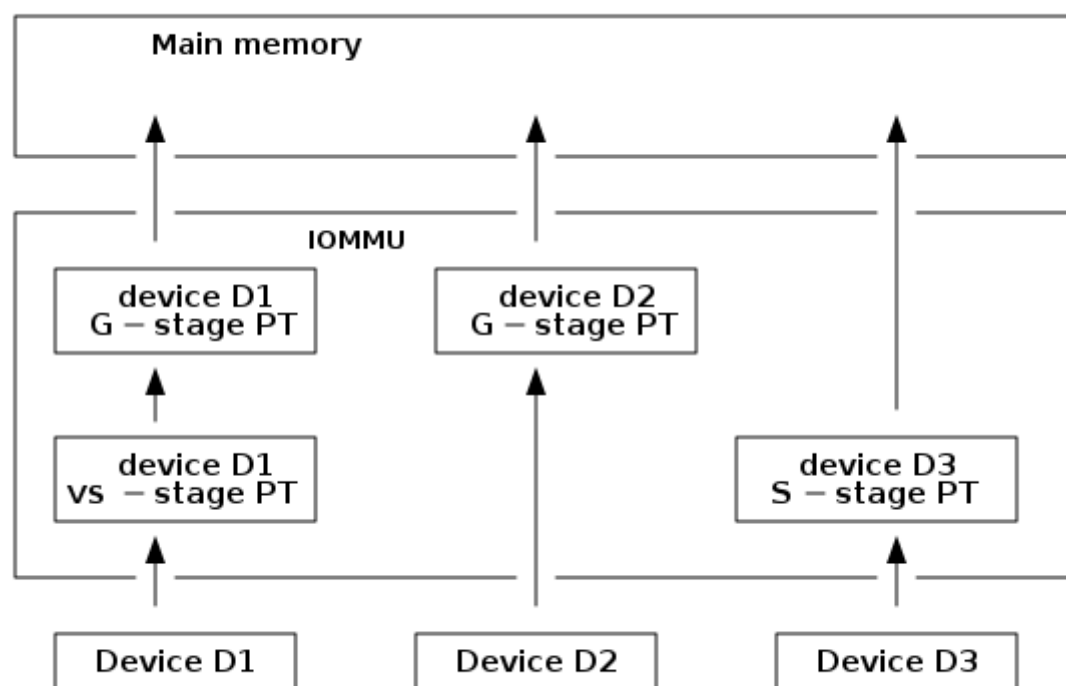 Main memory
IOMMU
device D1
G − stage PT
device D2
G − stage PT
device D1
vs − stage PT
device D3
S − stage PT
Device D1
Device D2
Device D3